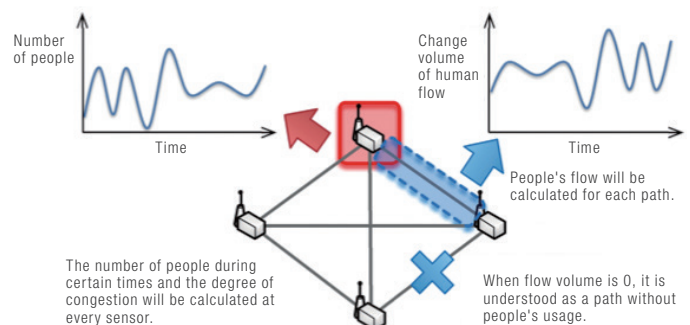 Number
of people
Time
Change
volume
of human
flow
Time
People's flow will be
calculated for each path.
The number of people during
certain times and the degree of
congestion will be calculated at
every sensor.
When flow volume is 0, it is
understood as a path without
people's usage.